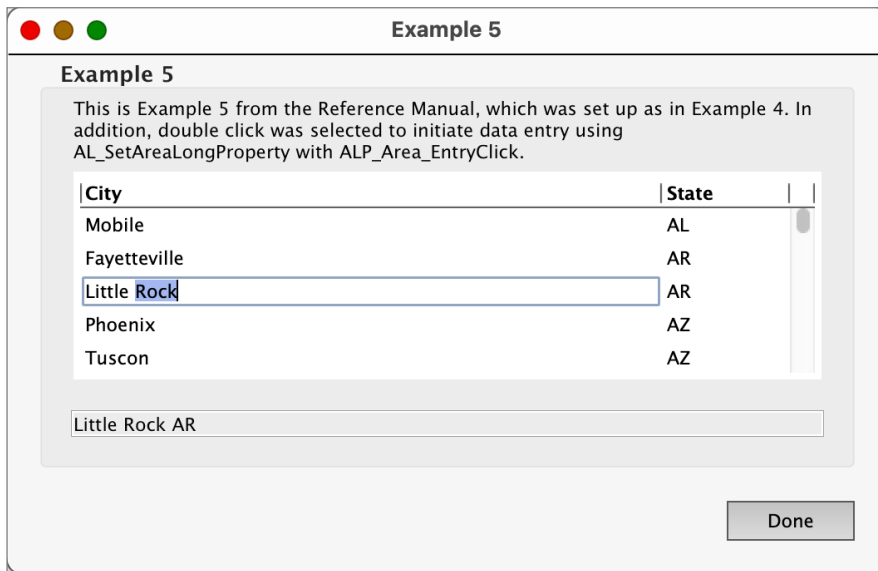 Example 5
Example 5
This is Example 5 from the Reference Manual, which was set up as in Example 4. In
addition, double click was selected to initiate data entry using
AL_SetAreaLongProperty with ALP_Area_EntryClick.
City State
Mobile AL
Fayetteville AR
Little Rock AR
Phoenix AZ
Tuscon AZ
Little Rock AR
Done